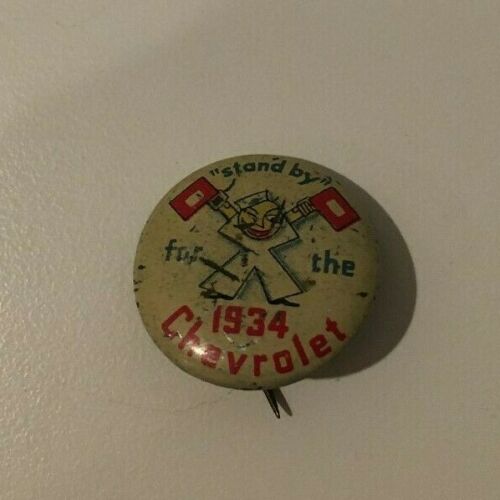 "stand by"
for the
1934
Chevrolet